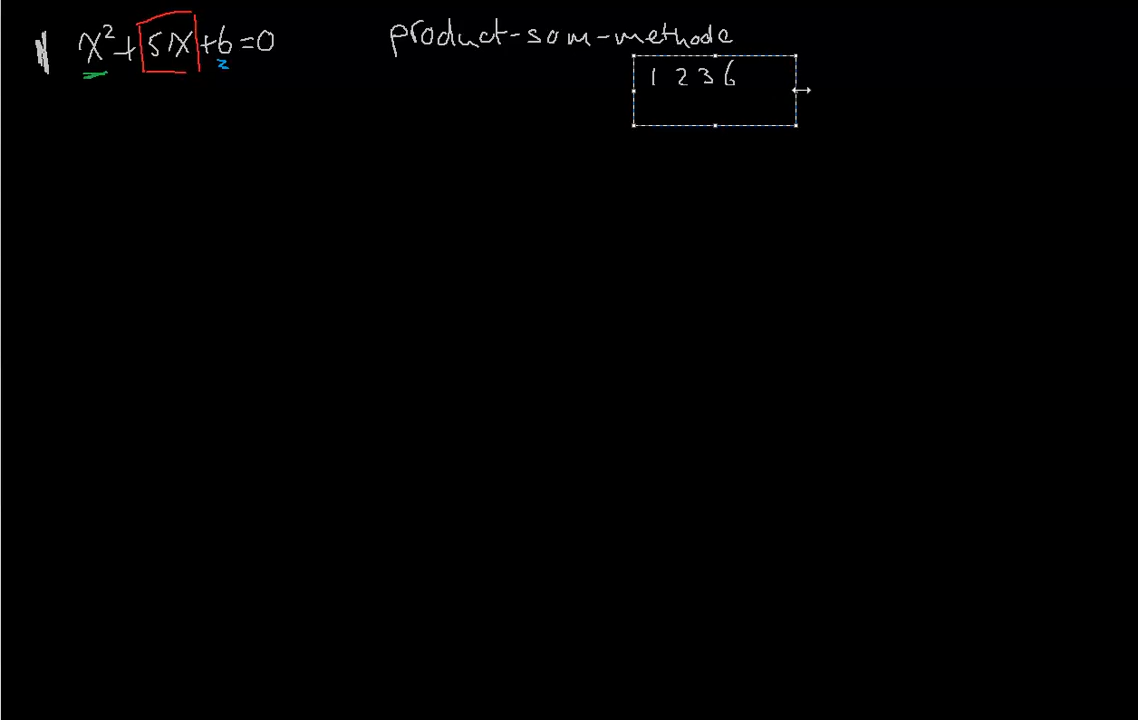 x² + 5x + 6 = 0
product-som-methode
1 2 3 6